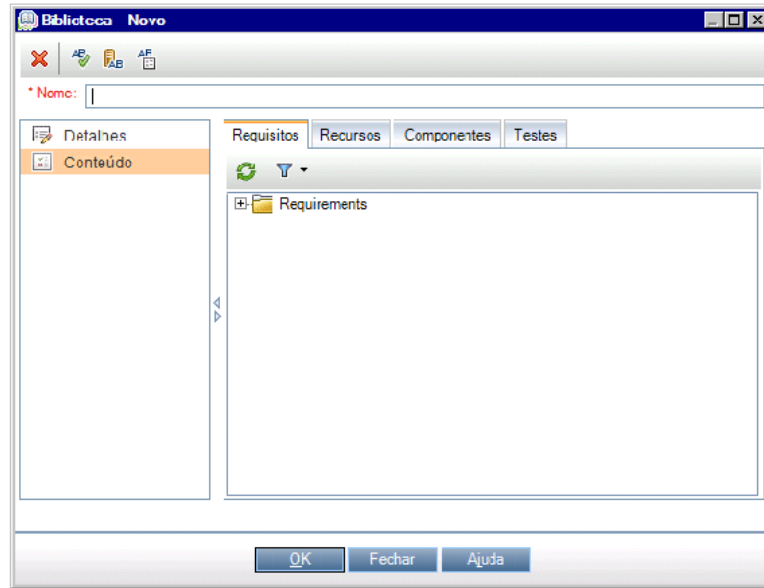 Biblioteca Novo
* Nome:
Detalhes
Conteúdo
Requisitos Recursos Componentes Testes
Requirements
OK Fechar Ajuda